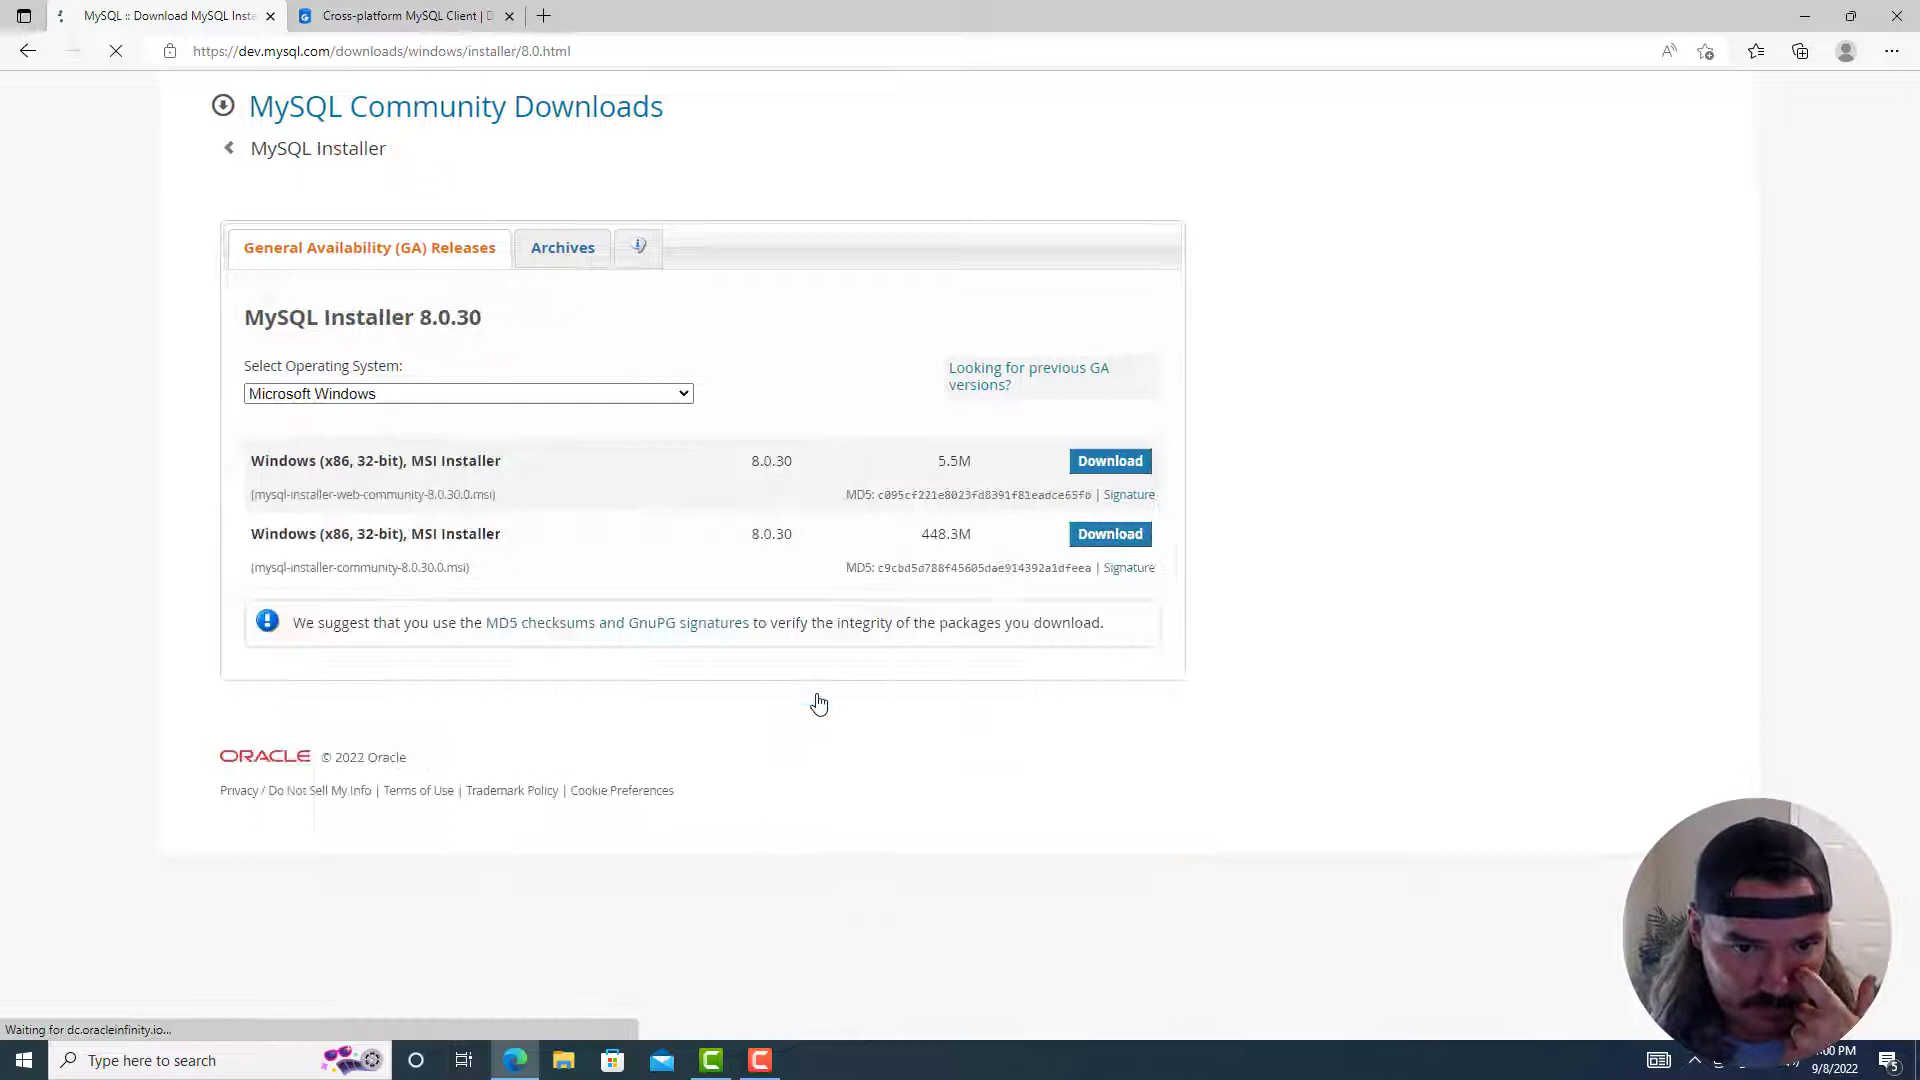 MySQL :: Download MySQL Insta
Cross-platform MySQL Client | D
https://dev.mysql.com/downloads/windows/installer/8.0.html
MySQL Community Downloads
MySQL Installer
General Availability (GA) Releases
Archives
MySQL Installer 8.0.30
Select Operating System:
Microsoft Windows
Looking for previous GA
versions?
Windows (x86, 32-bit), MSI Installer 8.0.30 5.5M Download
(mysql-installer-web-community-8.0.30.0.msi) MD5: c095cf221e8023fd8391f81eadce65fb | Signature
Windows (x86, 32-bit), MSI Installer 8.0.30 448.3M Download
(mysql-installer-community-8.0.30.0.msi) MD5: c9cbd5d788f45605dae914392a1dfeea | Signature
We suggest that you use the MD5 checksums and GnuPG signatures to verify the integrity of the packages you download.
ORACLE © 2022 Oracle
Privacy / Do Not Sell My Info | Terms of Use | Trademark Policy | Cookie Preferences
Waiting for dc.oracleinfinity.io...
Type here to search
:00 PM
9/8/2022
5